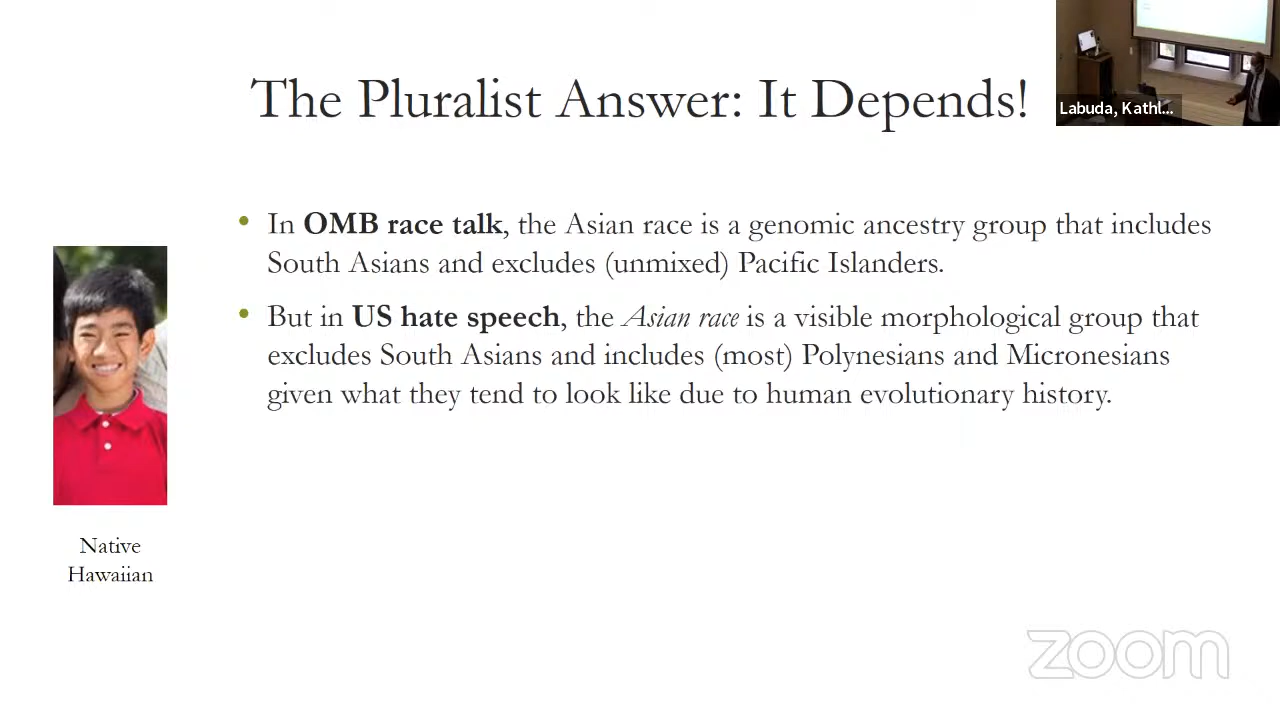 The Pluralist Answer: It Depends!
Labuda, Kathl...
• In OMB race talk, the Asian race is a genomic ancestry group that includes
South Asians and excludes (unmixed) Pacific Islanders.
• But in US hate speech, the Asian race is a visible morphological group that
excludes South Asians and includes (most) Polynesians and Micronesians
given what they tend to look like due to human evolutionary history.
Native
Hawaiian
zoom